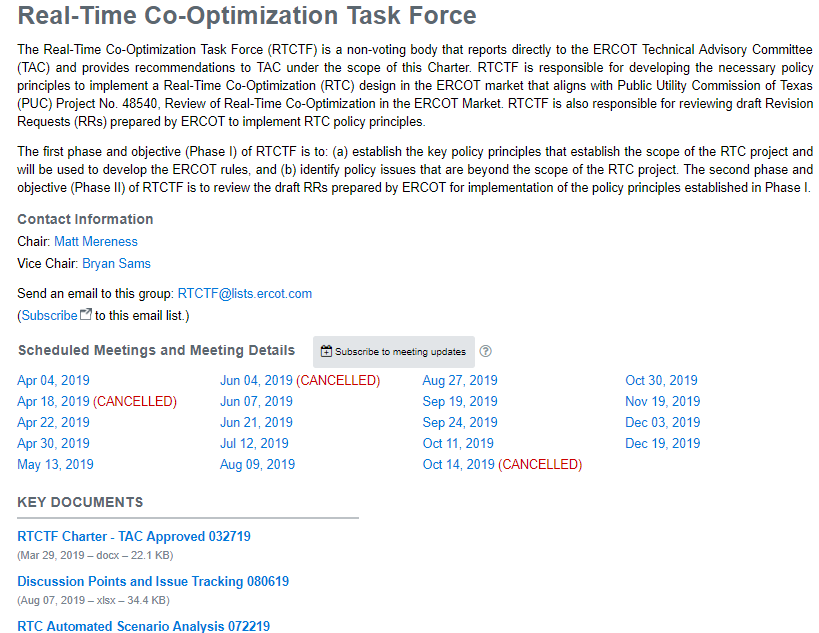 Real-Time Co-Optimization Task Force
The Real-Time Co-Optimization Task Force (RTCTF) is a non-voting body that reports directly to the ERCOT Technical Advisory Committee
(TAC) and provides recommendations to TAC under the scope of this Charter. RTCTF is responsible for developing the necessary policy
principles to implement a Real-Time Co-Optimization (RTC) design in the ERCOT market that aligns with Public Utility Commission of Texas
(PUC) Project No. 48540, Review of Real-Time Co-Optimization in the ERCOT Market. RTCTF is also responsible for reviewing draft Revision
Requests (RRs) prepared by ERCOT to implement RTC policy principles.
The first phase and objective (Phase I) of RTCTF is to: (a) establish the key policy principles that establish the scope of the RTC project and
will be used to develop the ERCOT rules, and (b) identify policy issues that are beyond the scope of the RTC project. The second phase and
objective (Phase II) of RTCTF is to review the draft RRs prepared by ERCOT for implementation of the policy principles established in Phase I.
Contact Information
Chair: Matt Mereness
Vice Chair: Bryan Sams
Send an email to this group: RTCTF@lists.ercot.com
(Subscribe to this email list.)
Scheduled Meetings and Meeting Details Subscribe to meeting updates ?
Apr 04, 2019 Jun 04, 2019 (CANCELLED) Aug 27, 2019 Oct 30, 2019
Apr 18, 2019 (CANCELLED) Jun 07, 2019 Sep 19, 2019 Nov 19, 2019
Apr 22, 2019 Jun 21, 2019 Sep 24, 2019 Dec 03, 2019
Apr 30, 2019 Jul 12, 2019 Oct 11, 2019 Dec 19, 2019
May 13, 2019 Aug 09, 2019 Oct 14, 2019 (CANCELLED)
KEY DOCUMENTS
RTCTF Charter - TAC Approved 032719
(Mar 29, 2019 – docx – 22.1 KB)
Discussion Points and Issue Tracking 080619
(Aug 07, 2019 – xlsx – 34.4 KB)
RTC Automated Scenario Analysis 072219